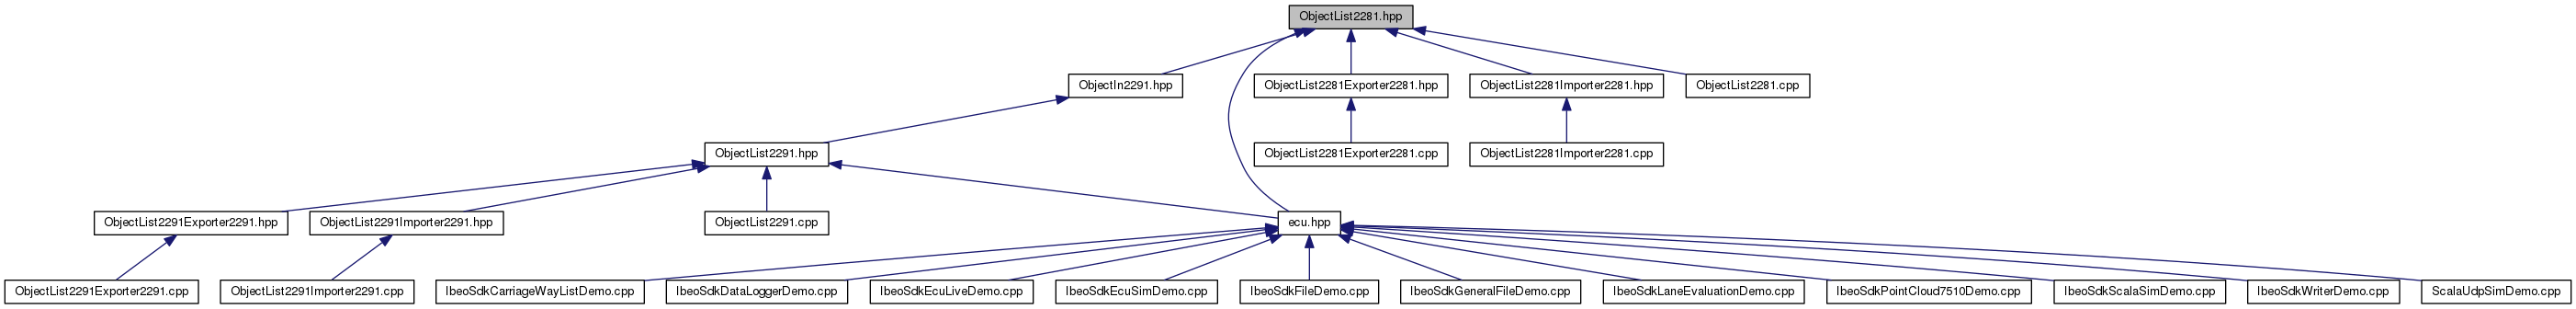 ObjectList2281.hpp
ObjectIn2291.hpp
ObjectList2281Exporter2281.hpp
ObjectList2281Importer2281.hpp
ObjectList2281.cpp
ObjectList2291.hpp
ObjectList2281Exporter2281.cpp
ObjectList2281Importer2281.cpp
ObjectList2291Exporter2291.hpp
ObjectList2291Importer2291.hpp
ObjectList2291.cpp
ecu.hpp
ObjectList2291Exporter2291.cpp
ObjectList2291Importer2291.cpp
IbeoSdkCarriageWayListDemo.cpp
IbeoSdkDataLoggerDemo.cpp
IbeoSdkEcuLiveDemo.cpp
IbeoSdkEcuSimDemo.cpp
IbeoSdkFileDemo.cpp
IbeoSdkGeneralFileDemo.cpp
IbeoSdkLaneEvaluationDemo.cpp
IbeoSdkPointCloud7510Demo.cpp
IbeoSdkScalaSimDemo.cpp
IbeoSdkWriterDemo.cpp
ScalaUdpSimDemo.cpp